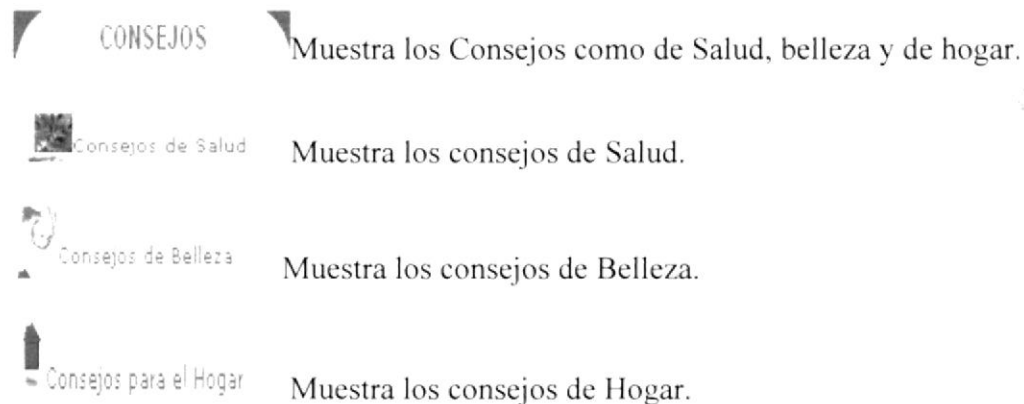 CONSEJOS Muestra los Consejos como de Salud, belleza y de hogar.
Consejos de Salud Muestra los consejos de Salud.
Consejos de Belleza Muestra los consejos de Belleza.
Consejos para el Hogar Muestra los consejos de Hogar.